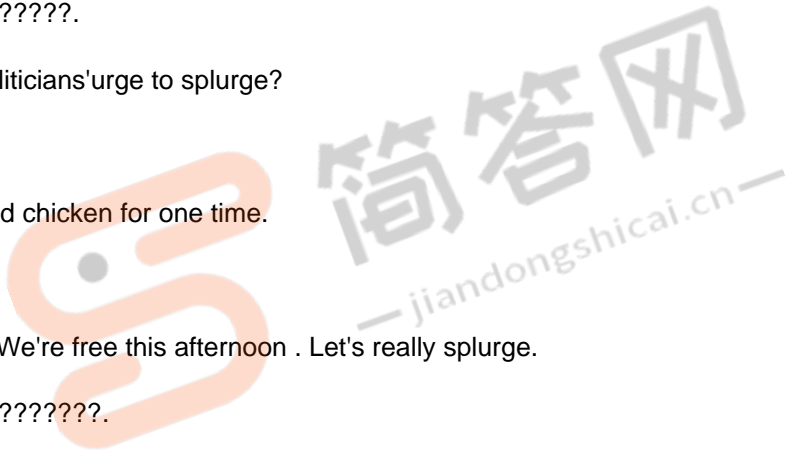 ?????.
liticians'urge to splurge?
d chicken for one time.
We're free this afternoon . Let's really splurge.
???????.
简答网
jiandongshicai.cn